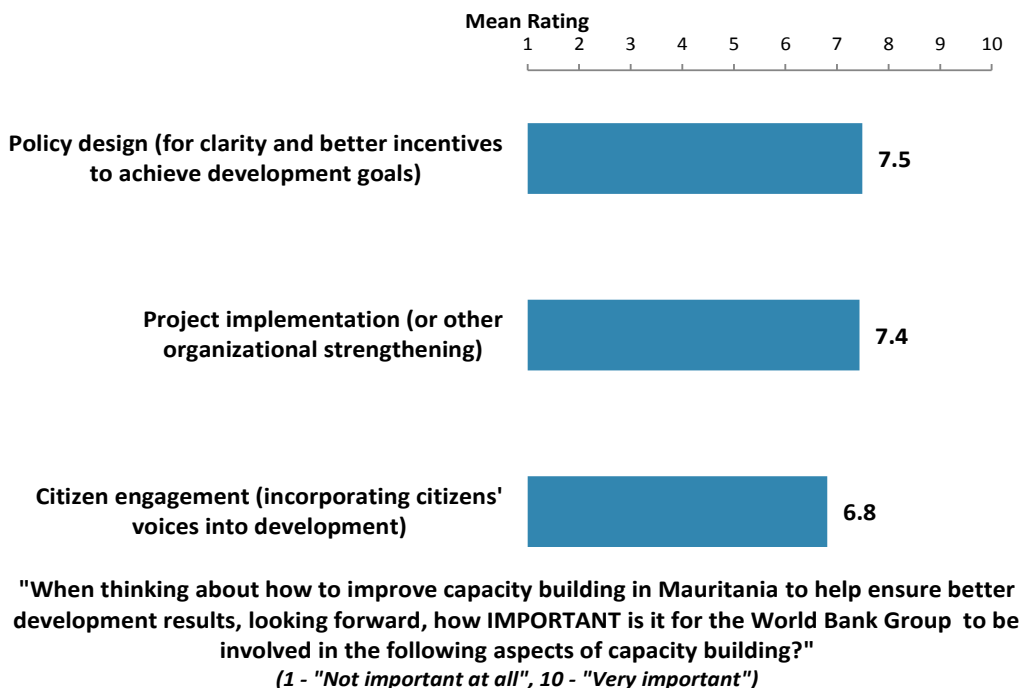 Mean Rating
1 2 3 4 5 6 7 8 9 10
Policy design (for clarity and better incentives
to achieve development goals)
7.5
Project implementation (or other
organizational strengthening)
7.4
Citizen engagement (incorporating citizens'
voices into development)
6.8
"When thinking about how to improve capacity building in Mauritania to help ensure better
development results, looking forward, how IMPORTANT is it for the World Bank Group to be
involved in the following aspects of capacity building?"
(1 - "Not important at all", 10 - "Very important")